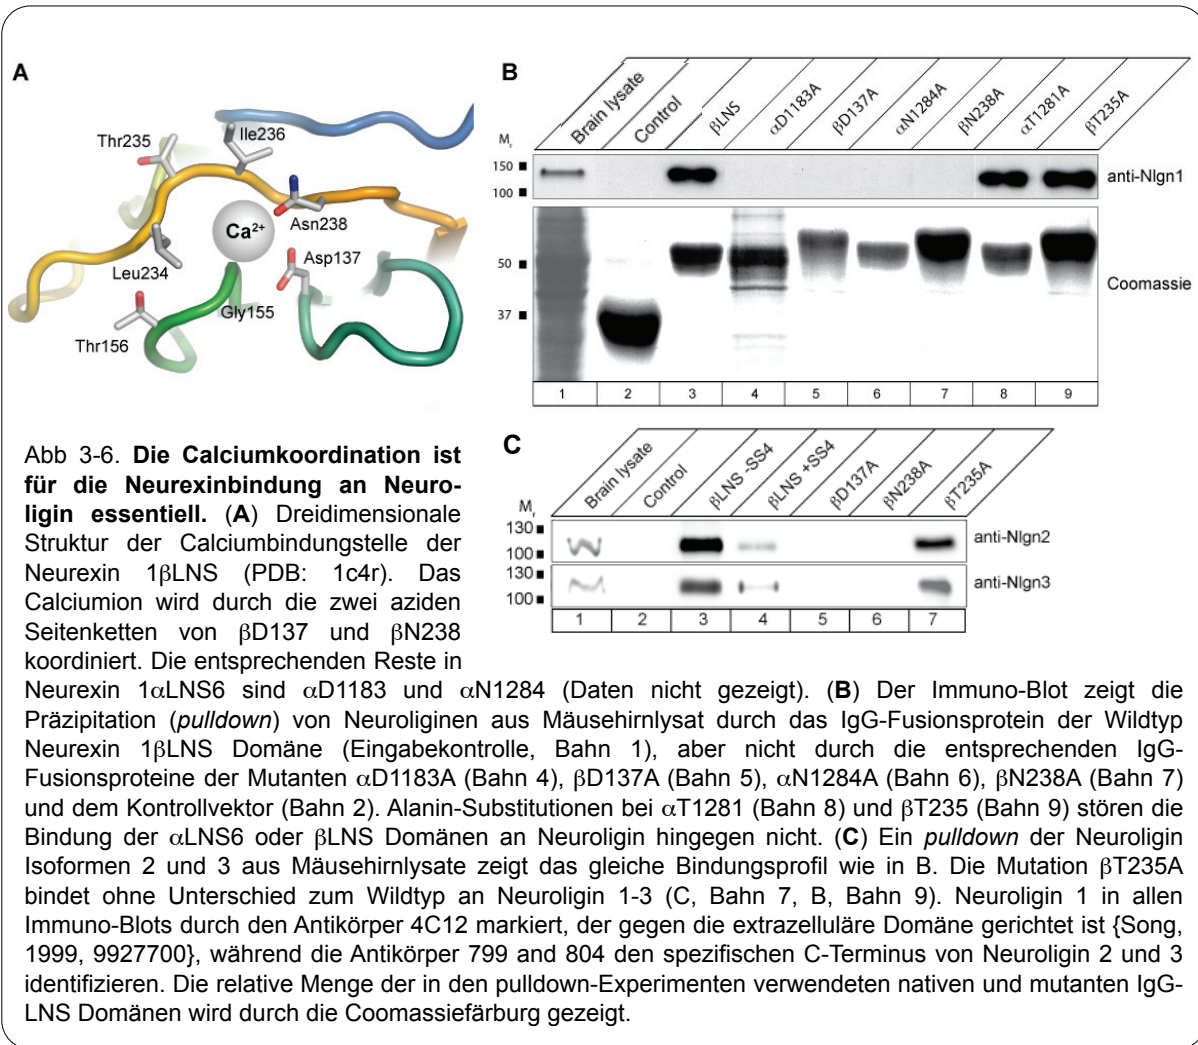 A
Thr235
Ile236
Asn238
Ca²⁺
Leu234
Asp137
Gly155
Thr156
B
Brain lysate
Control
βLNS
αD1183A
βD137A
αN1284A
βN238A
αT1281A
βT235A
Mr
150
100
anti-Nlgn1
50
37
Coomassie
1 2 3 4 5 6 7 8 9
C
Brain lysate
Control
βLNS -SS4
βLNS +SS4
βD137A
βN238A
βT235A
Mr
130
100
anti-Nlgn2
130
100
anti-Nlgn3
1 2 3 4 5 6 7
Abb 3-6. Die Calciumkoordination ist
für die Neurexinbindung an Neuro-
ligin essentiell. (A) Dreidimensionale
Struktur der Calciumbindungstelle der
Neurexin 1βLNS (PDB: 1c4r). Das
Calciumion wird durch die zwei aziden
Seitenketten von βD137 und βN238
koordiniert. Die entsprechenden Reste in
Neurexin 1αLNS6 sind αD1183 und αN1284 (Daten nicht gezeigt). (B) Der Immuno-Blot zeigt die
Präzipitation (pulldown) von Neuroliginen aus Mäusehirnlysat durch das IgG-Fusionsprotein der Wildtyp
Neurexin 1βLNS Domäne (Eingabekontrolle, Bahn 1), aber nicht durch die entsprechenden IgG-
Fusionsproteine der Mutanten αD1183A (Bahn 4), βD137A (Bahn 5), αN1284A (Bahn 6), βN238A (Bahn 7)
und dem Kontrollvektor (Bahn 2). Alanin-Substitutionen bei αT1281 (Bahn 8) und βT235 (Bahn 9) stören die
Bindung der αLNS6 oder βLNS Domänen an Neuroligin hingegen nicht. (C) Ein pulldown der Neuroligin
Isoformen 2 und 3 aus Mäusehirnlysate zeigt das gleiche Bindungsprofil wie in B. Die Mutation βT235A
bindet ohne Unterschied zum Wildtyp an Neuroligin 1-3 (C, Bahn 7, B, Bahn 9). Neuroligin 1 in allen
Immuno-Blots durch den Antikörper 4C12 markiert, der gegen die extrazelluläre Domäne gerichtet ist {Song,
1999, 9927700}, während die Antikörper 799 and 804 den spezifischen C-Terminus von Neuroligin 2 und 3
identifizieren. Die relative Menge der in den pulldown-Experimenten verwendeten nativen und mutanten IgG-
LNS Domänen wird durch die Coomassiefärburg gezeigt.